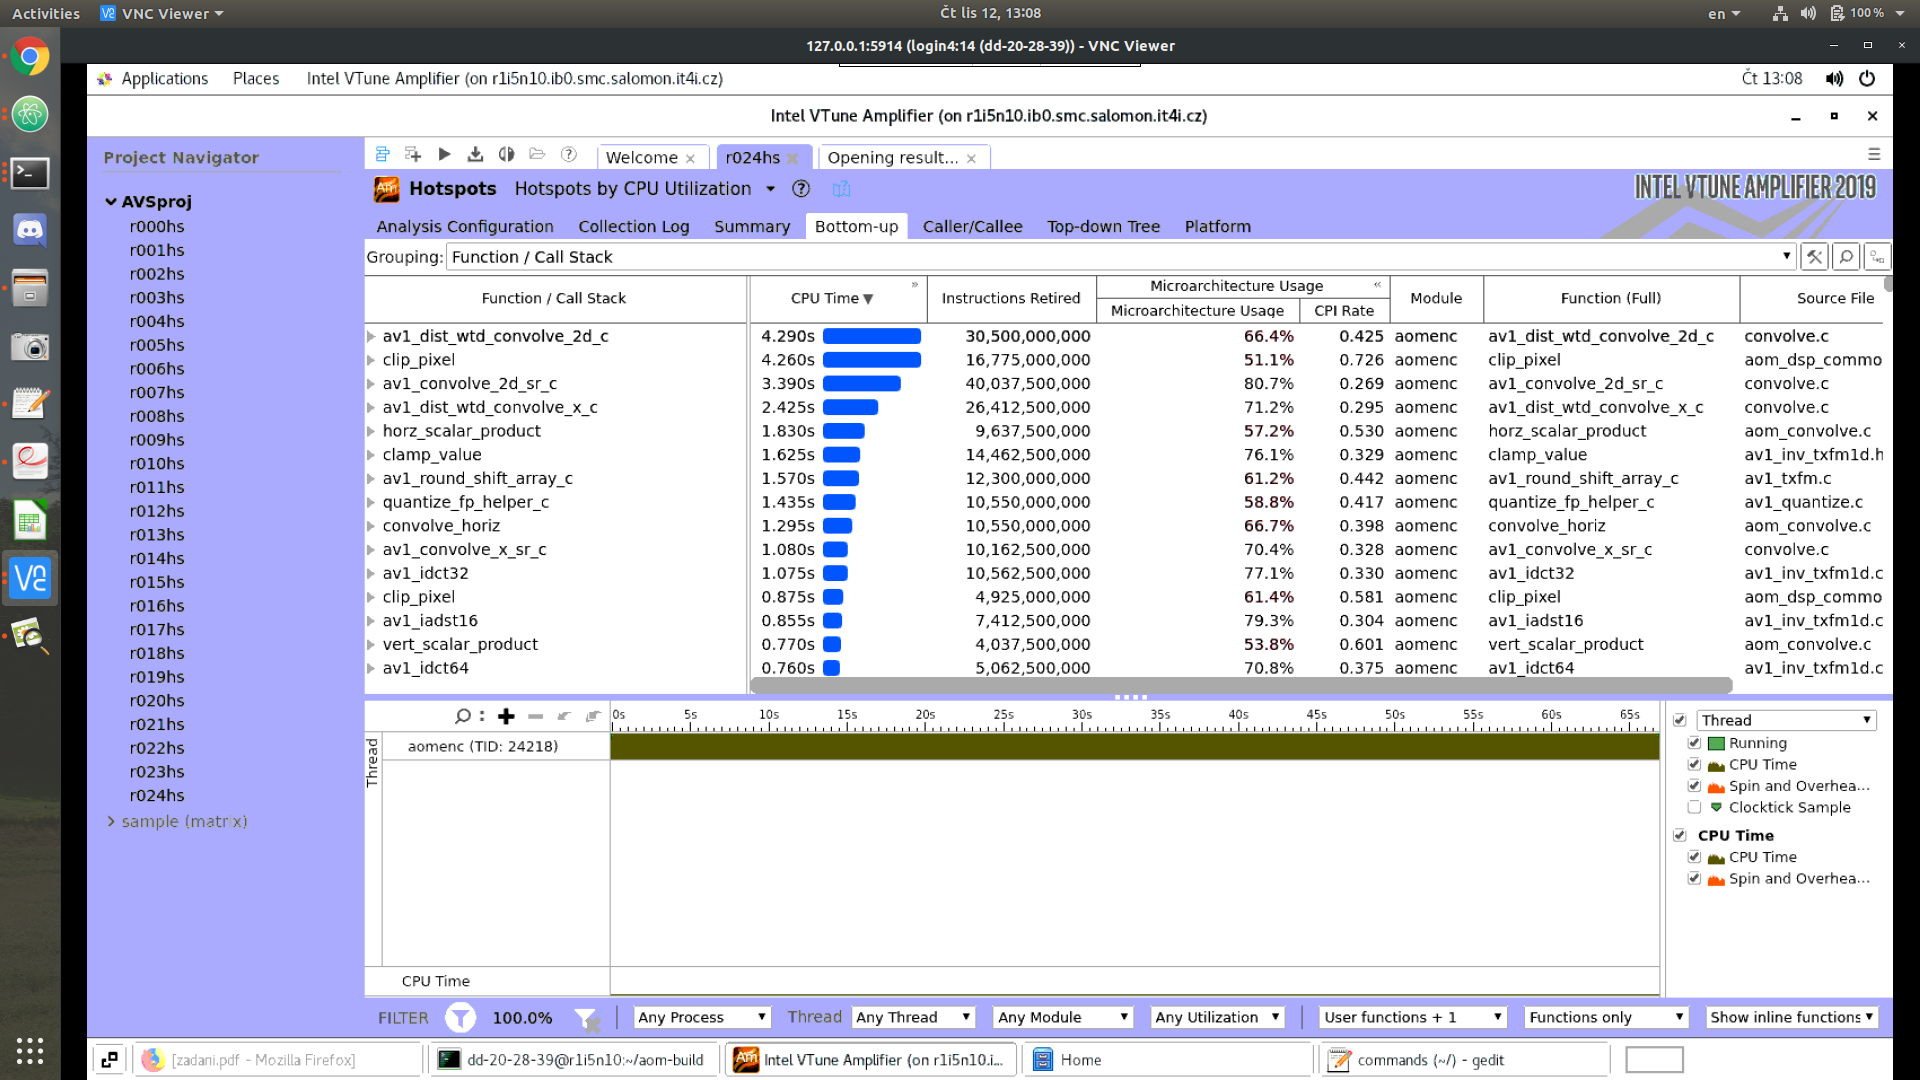 Activities VNC Viewer Čt lis 12, 13:08 en 100%
127.0.0.1:5914 (login4:14 (dd-20-28-39)) - VNC Viewer
Applications Places Intel VTune Amplifier (on r1i5n10.ib0.smc.salomon.it4i.cz) Čt 13:08
Intel VTune Amplifier (on r1i5n10.ib0.smc.salomon.it4i.cz)
Project Navigator
AVSproj
r000hs
r001hs
r002hs
r003hs
r004hs
r005hs
r006hs
r007hs
r008hs
r009hs
r010hs
r011hs
r012hs
r013hs
r014hs
r015hs
r016hs
r017hs
r018hs
r019hs
r020hs
r021hs
r022hs
r023hs
r024hs
sample (matrix)
Welcome r024hs Opening result...
Hotspots Hotspots by CPU Utilization INTEL VTUNE AMPLIFIER 2019
Analysis Configuration Collection Log Summary Bottom-up Caller/Callee Top-down Tree Platform
Grouping: Function / Call Stack
Function / Call Stack CPU Time Instructions Retired Microarchitecture Usage Module Function (Full) Source File
Microarchitecture Usage CPI Rate
av1_dist_wtd_convolve_2d_c 4.290s 30,500,000,000 66.4% 0.425 aomenc av1_dist_wtd_convolve_2d_c convolve.c
clip_pixel 4.260s 16,775,000,000 51.1% 0.726 aomenc clip_pixel aom_dsp_commo
av1_convolve_2d_sr_c 3.390s 40,037,500,000 80.7% 0.269 aomenc av1_convolve_2d_sr_c convolve.c
av1_dist_wtd_convolve_x_c 2.425s 26,412,500,000 71.2% 0.295 aomenc av1_dist_wtd_convolve_x_c convolve.c
horz_scalar_product 1.830s 9,637,500,000 57.2% 0.530 aomenc horz_scalar_product aom_convolve.c
clamp_value 1.625s 14,462,500,000 76.1% 0.329 aomenc clamp_value av1_inv_txfm1d.h
av1_round_shift_array_c 1.570s 12,300,000,000 61.2% 0.442 aomenc av1_round_shift_array_c av1_txfm.c
quantize_fp_helper_c 1.435s 10,550,000,000 58.8% 0.417 aomenc quantize_fp_helper_c av1_quantize.c
convolve_horiz 1.295s 10,550,000,000 66.7% 0.398 aomenc convolve_horiz aom_convolve.c
av1_convolve_x_sr_c 1.080s 10,162,500,000 70.4% 0.328 aomenc av1_convolve_x_sr_c convolve.c
av1_idct32 1.075s 10,562,500,000 77.1% 0.330 aomenc av1_idct32 av1_inv_txfm1d.c
clip_pixel 0.875s 4,925,000,000 61.4% 0.581 aomenc clip_pixel aom_dsp_commo
av1_iadst16 0.855s 7,412,500,000 79.3% 0.304 aomenc av1_iadst16 av1_inv_txfm1d.c
vert_scalar_product 0.770s 4,037,500,000 53.8% 0.601 aomenc vert_scalar_product aom_convolve.c
av1_idct64 0.760s 5,062,500,000 70.8% 0.375 aomenc av1_idct64 av1_inv_txfm1d.c
0s 5s 10s 15s 20s 25s 30s 35s 40s 45s 50s 55s 60s 65s
Thread
aomenc (TID: 24218)
CPU Time
Thread
Running
CPU Time
Spin and Overhea...
Clocktick Sample
CPU Time
CPU Time
Spin and Overhea...
FILTER 100.0% Any Process Thread Any Thread Any Module Any Utilization User functions + 1 Functions only Show inline functions
[zadani.pdf - Mozilla Firefox] dd-20-28-39@r1i5n10:~/aom-build Intel VTune Amplifier (on r1i5n10.i... Home commands (~/) - gedit